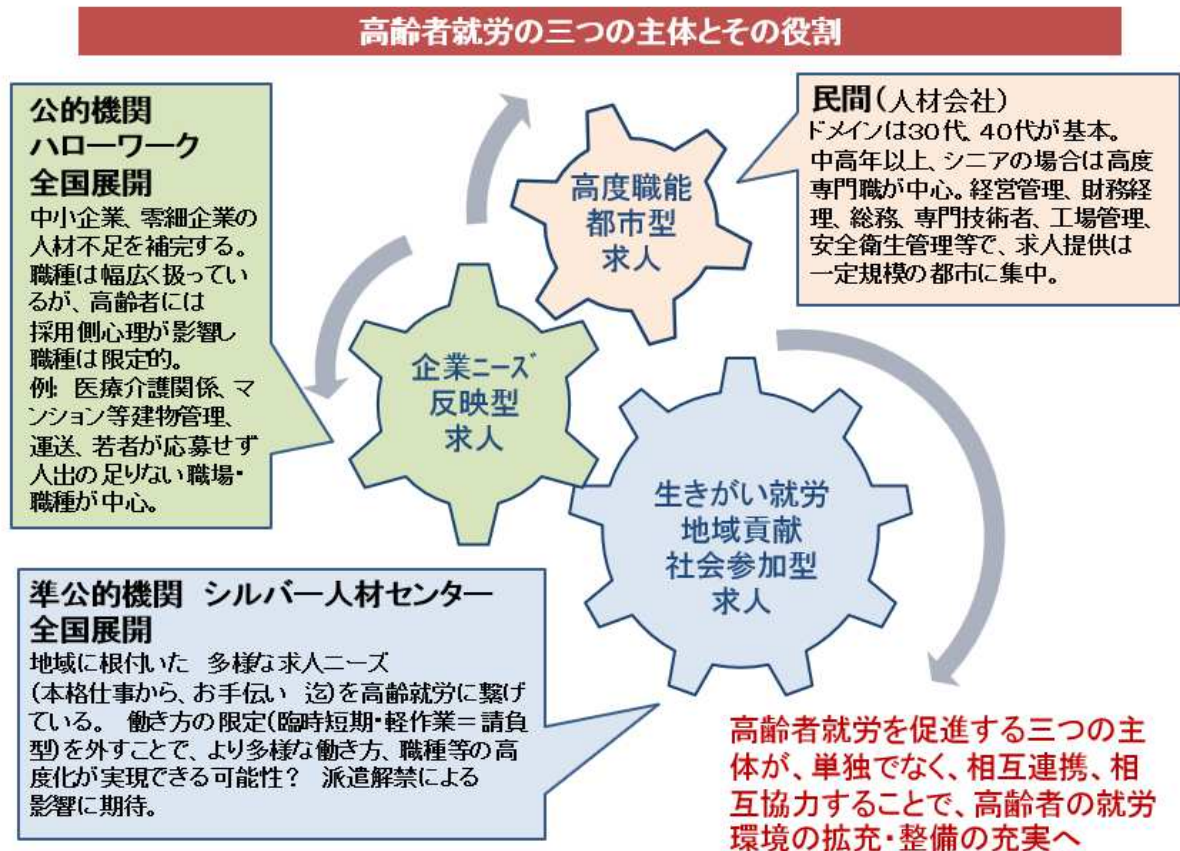 高齢者就労の三つの主体とその役割
公的機関
ハローワーク
全国展開
中小企業、零細企業の
人材不足を補完する。
職種は幅広く扱ってい
るが、高齢者には
採用側心理が影響し
職種は限定的。
例: 医療介護関係、マ
ンション等建物管理、
運送、若者が応募せず
人出の足りない職場・
職種が中心。
高度職能
都市型
求人
民間(人材会社)
ドメインは30代、40代が基本。
中高年以上、シニアの場合は高度
専門職が中心。経営管理、財務経
理、総務、専門技術者、工場管理、
安全衛生管理等で、求人提供は
一定規模の都市に集中。
企業ニーズ
反映型
求人
生きがい就労
地域貢献
社会参加型
求人
準公的機関 シルバー人材センター
全国展開
地域に根付いた 多様な求人ニーズ
(本格仕事から、お手伝い 迄)を高齢就労に繋げ
ている。 働き方の限定(臨時短期・軽作業=請負
型)を外すことで、より多様な働き方、職種等の高
度化が実現できる可能性? 派遣解禁による
影響に期待。
高齢者就労を促進する三つの主
体が、単独でなく、相互連携、相
互協力することで、高齢者の就労
環境の拡充・整備の充実へ